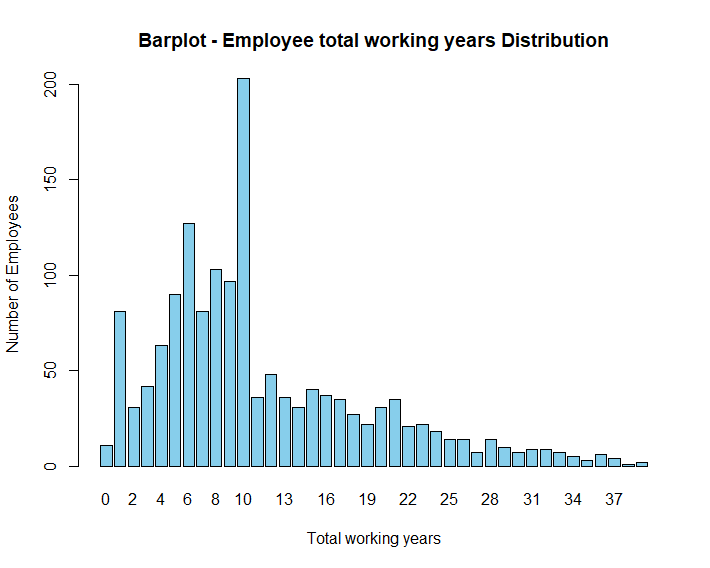 Barplot - Employee total working years Distribution
Number of Employees
200
150
100
50
0
0 2 4 6 8 10 13 16 19 22 25 28 31 34 37
Total working years